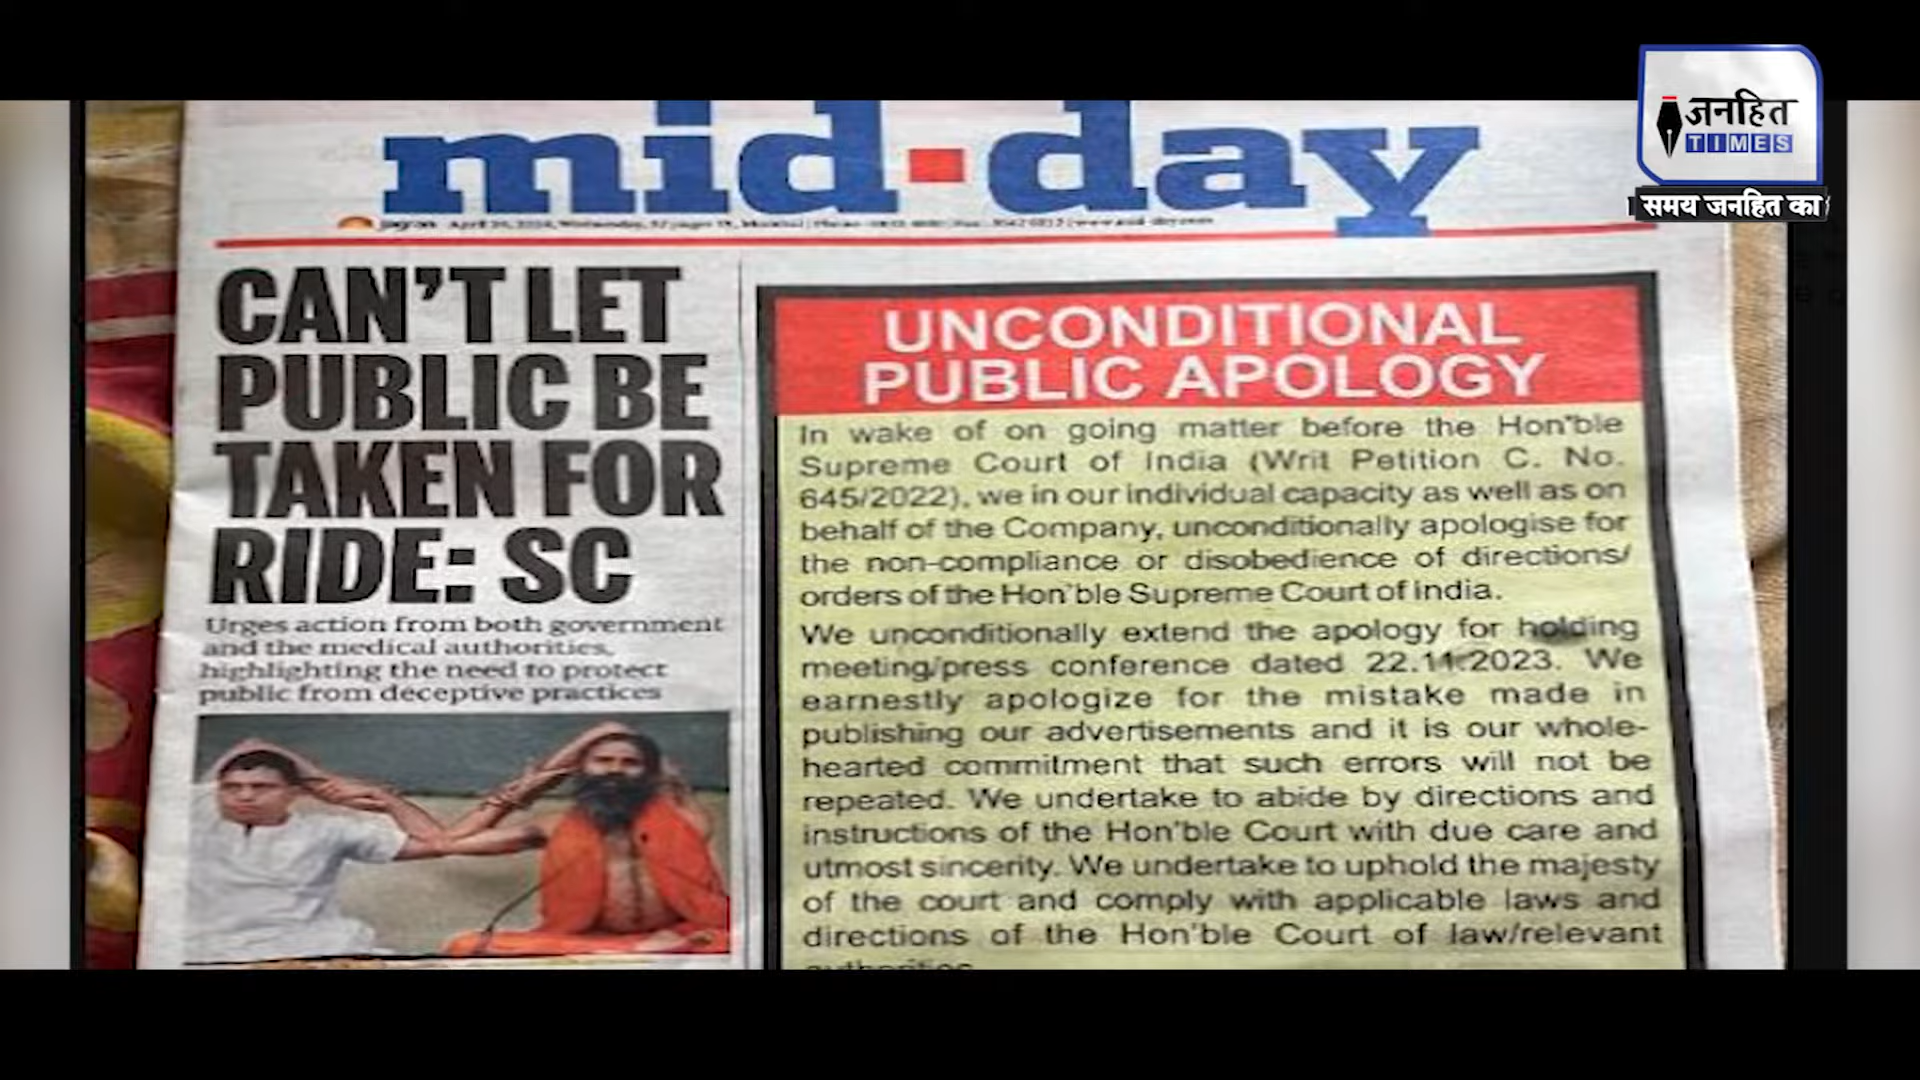 जनहित
TIMES
समय जनहित का
mid-day
CAN'T LET
PUBLIC BE
TAKEN FOR
RIDE: SC
Urges action from both government
and the medical authorities,
highlighting the need to protect
public from deceptive practices
UNCONDITIONAL
PUBLIC APOLOGY
In wake of on going matter before the Hon"ble
Supreme Court of India (Writ Petition C. No.
645/2022), we in our individual capacity as well as on
behalf of the Company, unconditionally apologise for
the non-compliance or disobedience of directions/
orders of the Hon'ble Supreme Court of India.
We unconditionally extend the apology for holding
meeting/press conference dated 22.11.2023. We
earnestly apologize for the mistake made in
publishing our advertisements and it is our whole-
hearted commitment that such errors will not be
repeated. We undertake to abide by directions and
instructions of the Hon'ble Court with due care and
utmost sincerity. We undertake to uphold the majesty
of the court and comply with applicable laws and
directions of the Hon'ble Court of law/relevant